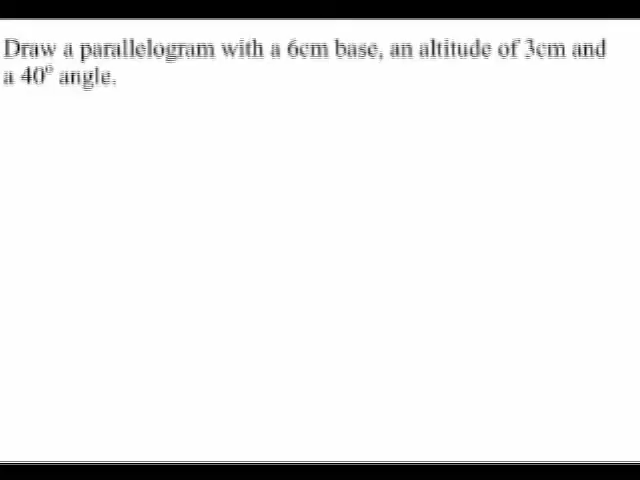 Draw a parallelogram with a 6cm base, an altitude of 3cm and
a 40° angle.